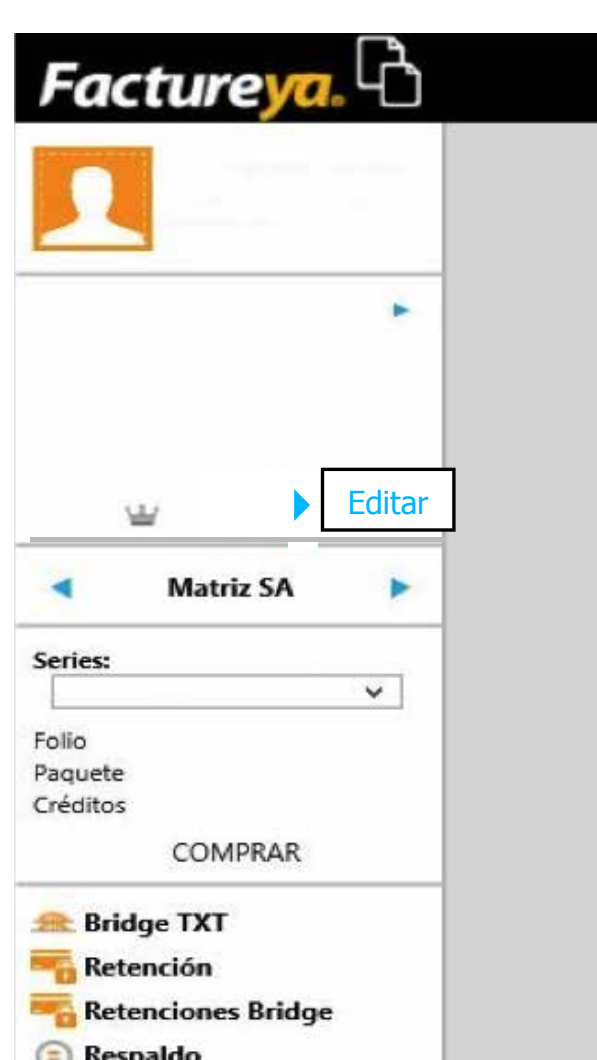 Factureya.
Editar
Matriz SA
Series:
Folio
Paquete
Créditos
COMPRAR
Bridge TXT
Retención
Retenciones Bridge
Respaldo